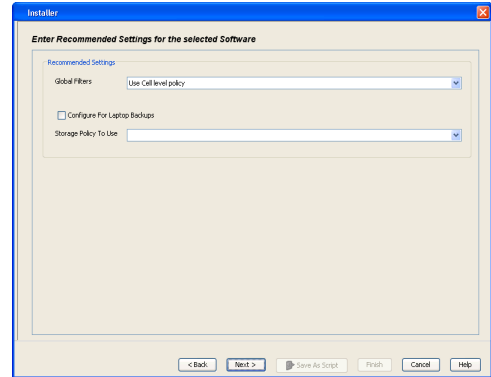 Installer
Enter Recommended Settings for the selected Software
Recommended Settings
Global Filters
Use Cell level policy
Configure For Laptop Backups
Storage Policy To Use
< Back Next > Save As Script Finish Cancel Help